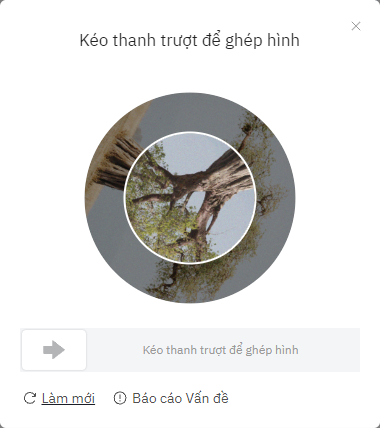 Kéo thanh trượt để ghép hình
Kéo thanh trượt để ghép hình
Làm mới
Báo cáo Vấn đề